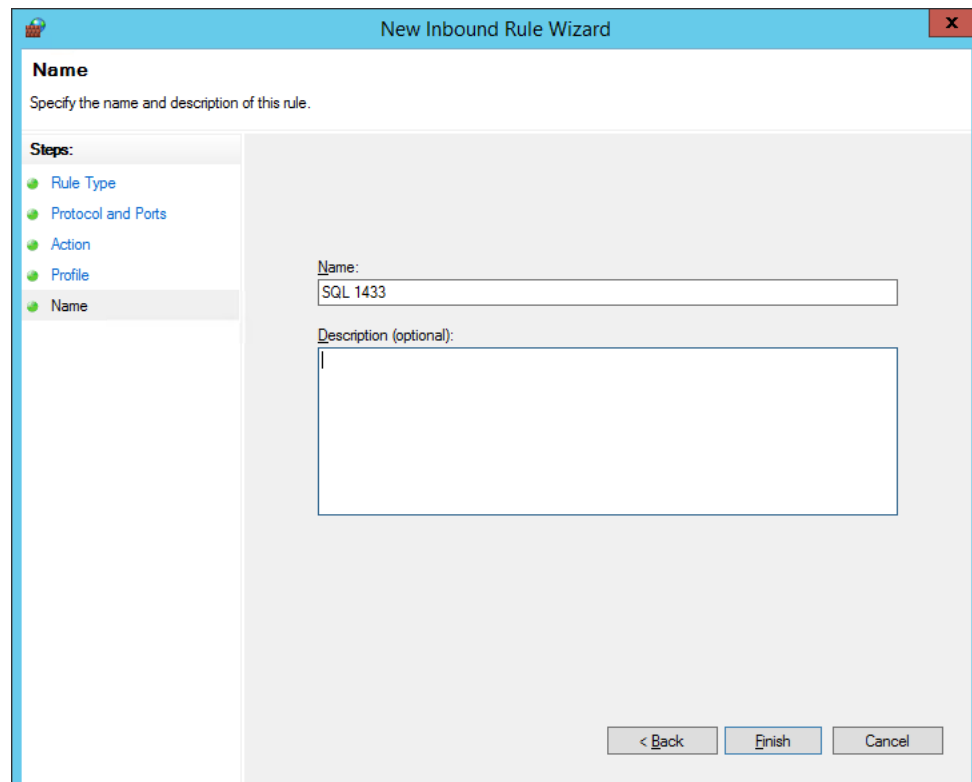 New Inbound Rule Wizard
x
Name
Specify the name and description of this rule.
Steps:
Rule Type
Protocol and Ports
Action
Profile
Name
Name:
SQL 1433
Description (optional):
< Back Finish Cancel